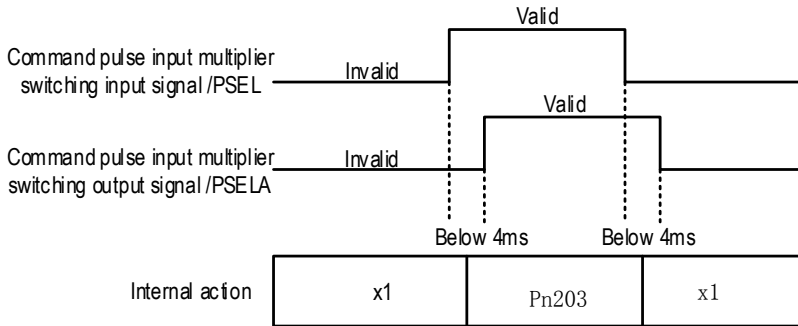 Valid
Command pulse input multiplier
switching input signal /PSEL
Invalid
Valid
Command pulse input multiplier
switching output signal /PSELA
Invalid
Below 4ms
Below 4ms
Internal action
x1
Pn203
x1